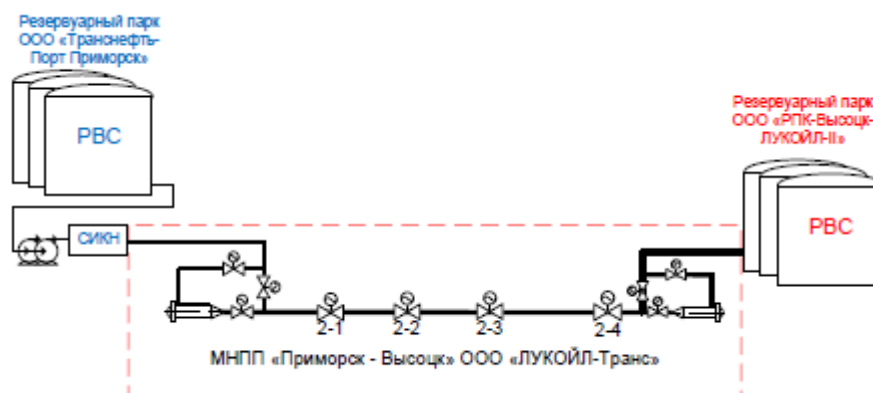 Резервуарный парк
ООО «Транснефть-
Порт Приморск»
РВС
Резервуарный парк
ООО «РПК-Высоцк-
ЛУКОЙЛ-II»
РВС
СИКН
2-1 2-2 2-3 2-4
МНПП «Приморск - Высоцк» ООО «ЛУКОЙЛ-Транс»